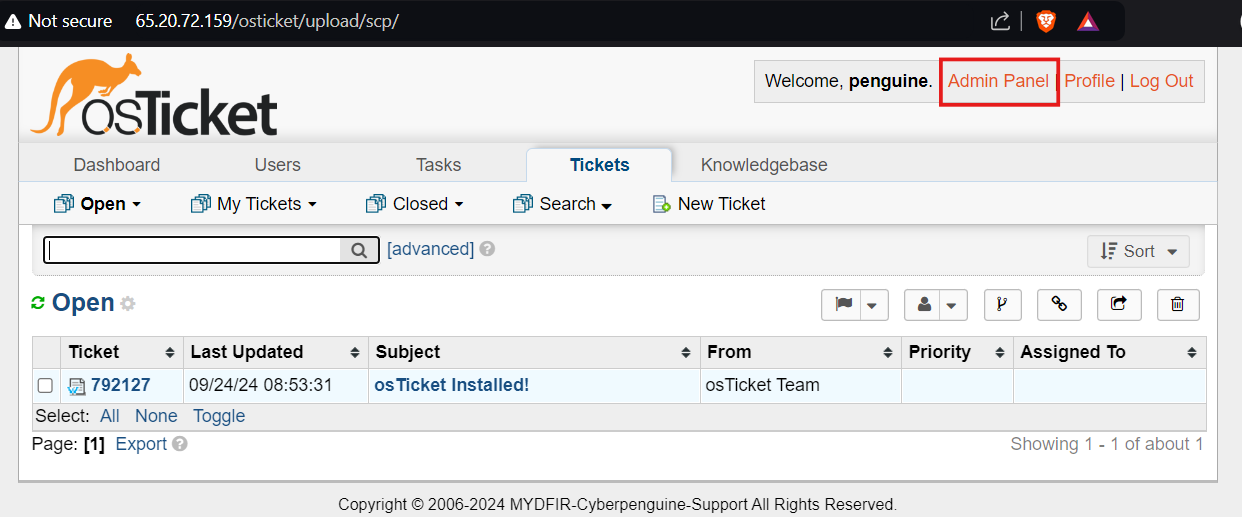 Not secure 65.20.72.159/osticket/upload/scp/
osTicket
Welcome, penguine. Admin Panel | Profile | Log Out
Dashboard Users Tasks Tickets Knowledgebase
Open My Tickets Closed Search New Ticket
[advanced] ? Sort
Open
Ticket Last Updated Subject From Priority Assigned To
792127 09/24/24 08:53:31 osTicket Installed! osTicket Team
Select: All None Toggle
Page: [1] Export ? Showing 1 - 1 of about 1
Copyright © 2006-2024 MYDFIR-Cyberpenguine-Support All Rights Reserved.